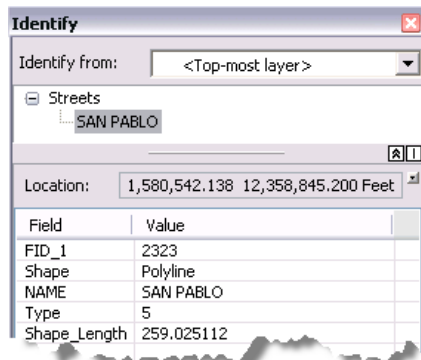 Identify
Identify from: <Top-most layer>
Streets
SAN PABLO
Location: 1,580,542.138 12,358,845.200 Feet
Field Value
FID_1 2323
Shape Polyline
NAME SAN PABLO
Type 5
Shape_Length 259.025112